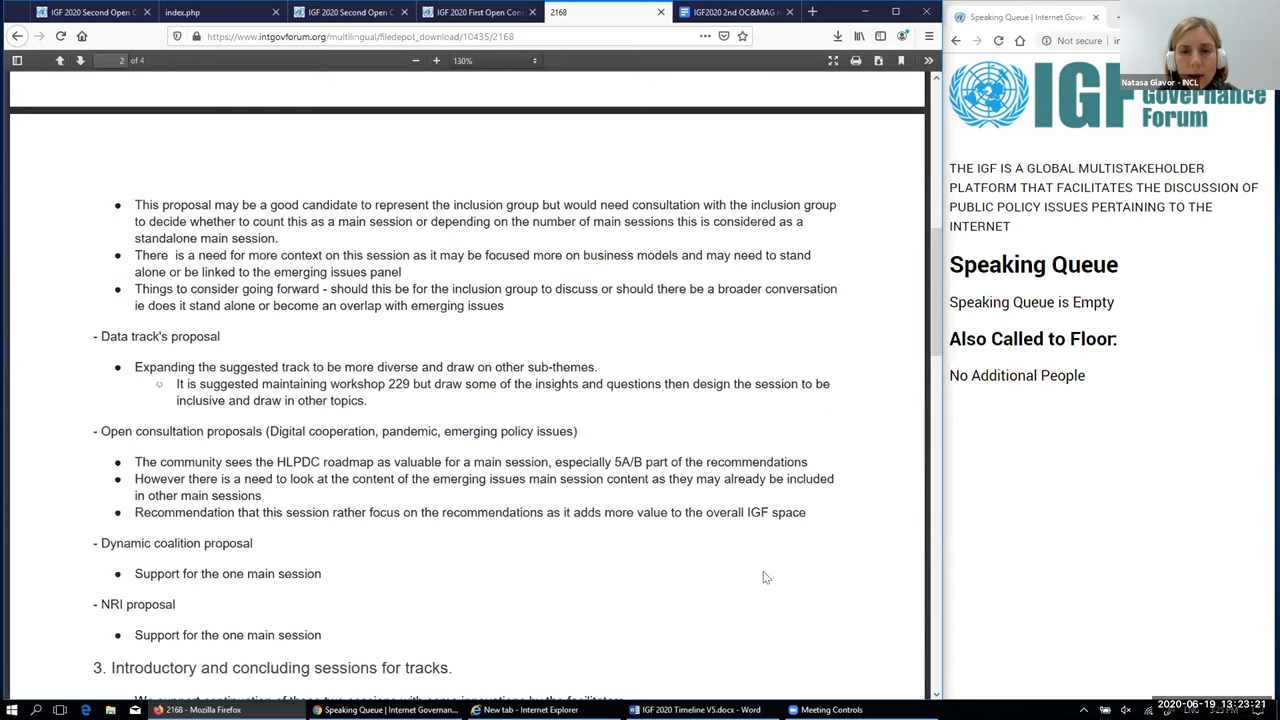 IGF 2020 Second Open C
index.php
IGF 2020 Second Open C
IGF 2020 First Open Con
2168
IGF2020 2nd OC&MAG n
https://www.intgovforum.org/multilingual/filedepot_download/10435/2168
2 of 4
130%
This proposal may be a good candidate to represent the inclusion group but would need consultation with the inclusion group
to decide whether to count this as a main session or depending on the number of main sessions this is considered as a
standalone main session.
There is a need for more context on this session as it may be focused more on business models and may need to stand
alone or be linked to the emerging issues panel
Things to consider going forward - should this be for the inclusion group to discuss or should there be a broader conversation
ie does it stand alone or become an overlap with emerging issues
- Data track's proposal
Expanding the suggested track to be more diverse and draw on other sub-themes.
It is suggested maintaining workshop 229 but draw some of the insights and questions then design the session to be
inclusive and draw in other topics.
- Open consultation proposals (Digital cooperation, pandemic, emerging policy issues)
The community sees the HLPDC roadmap as valuable for a main session, especially 5A/B part of the recommendations
However there is a need to look at the content of the emerging issues main session content as they may already be included
in other main sessions
Recommendation that this session rather focus on the recommendations as it adds more value to the overall IGF space
- Dynamic coalition proposal
Support for the one main session
- NRI proposal
Support for the one main session
3. Introductory and concluding sessions for tracks.
We support continuation of these two sessions with some innovations by the facilitators
Speaking Queue | Internet Gover
Not secure
Natasa Glavor - INCL
IGF
Governance
Forum
THE IGF IS A GLOBAL MULTISTAKEHOLDER
PLATFORM THAT FACILITATES THE DISCUSSION OF
PUBLIC POLICY ISSUES PERTAINING TO THE
INTERNET
Speaking Queue
Speaking Queue is Empty
Also Called to Floor:
No Additional People
2168 - Mozilla Firefox
Speaking Queue | Internet Governan...
New tab - Internet Explorer
IGF 2020 Timeline V5.docx - Word
Meeting Controls
2020-06-19 13:23:21